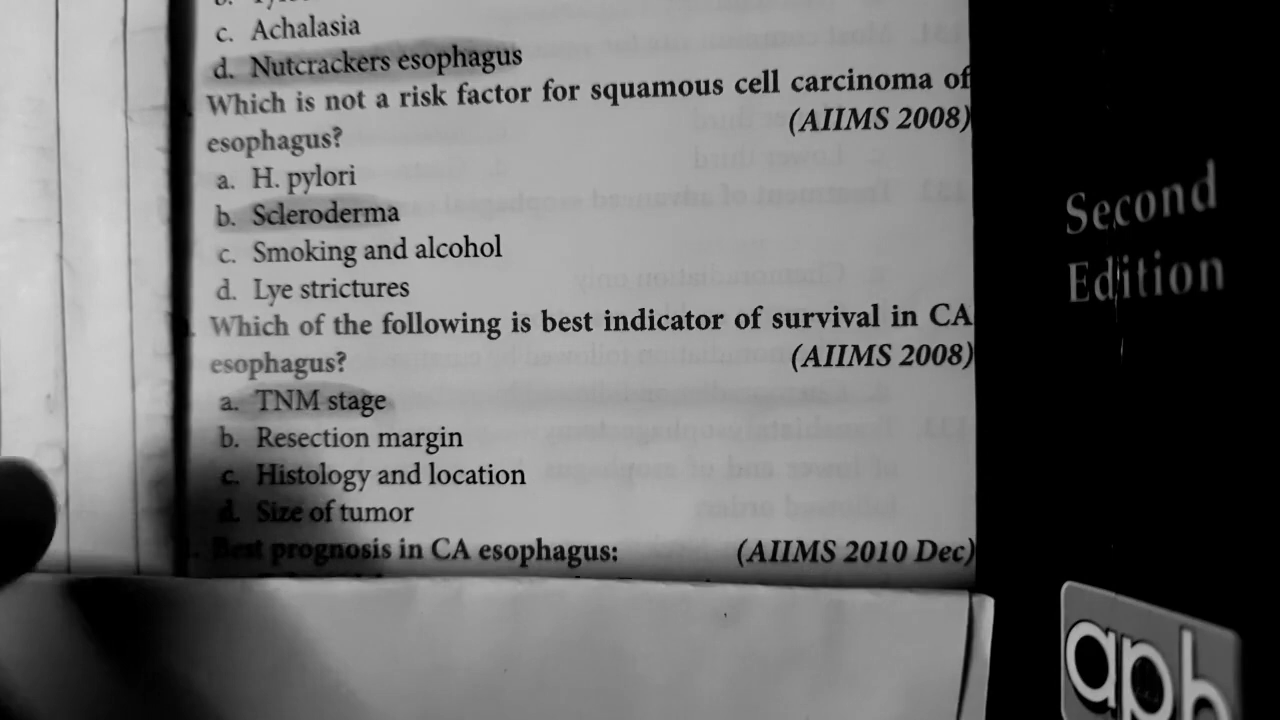 c. Achalasia
d. Nutcrackers esophagus
Which is not a risk factor for squamous cell carcinoma of
esophagus? (AIIMS 2008)
a. H. pylori
b. Scleroderma
c. Smoking and alcohol
d. Lye strictures
Which of the following is best indicator of survival in CA
esophagus? (AIIMS 2008)
a. TNM stage
b. Resection margin
c. Histology and location
d. Size of tumor
Best prognosis in CA esophagus: (AIIMS 2010 Dec)
Second
Edition
aph